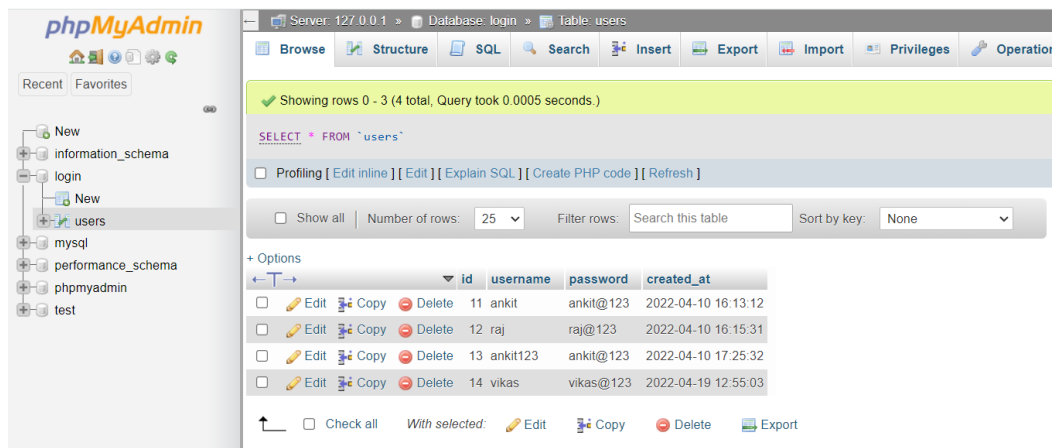 phpMyAdmin
Recent Favorites
New
information_schema
login
New
users
mysql
performance_schema
phpmyadmin
test
Server: 127.0.0.1 » Database: login » Table: users
Browse Structure SQL Search Insert Export Import Privileges Operation
Showing rows 0 - 3 (4 total, Query took 0.0005 seconds.)
SELECT * FROM `users`
Profiling [ Edit inline ] [ Edit ] [ Explain SQL ] [ Create PHP code ] [ Refresh ]
Show all | Number of rows: 25 Filter rows: Search this table Sort by key: None
+ Options
id username password created_at
Edit Copy Delete 11 ankit ankit@123 2022-04-10 16:13:12
Edit Copy Delete 12 raj raj@123 2022-04-10 16:15:31
Edit Copy Delete 13 ankit123 ankit@123 2022-04-10 17:25:32
Edit Copy Delete 14 vikas vikas@123 2022-04-19 12:55:03
Check all With selected: Edit Copy Delete Export